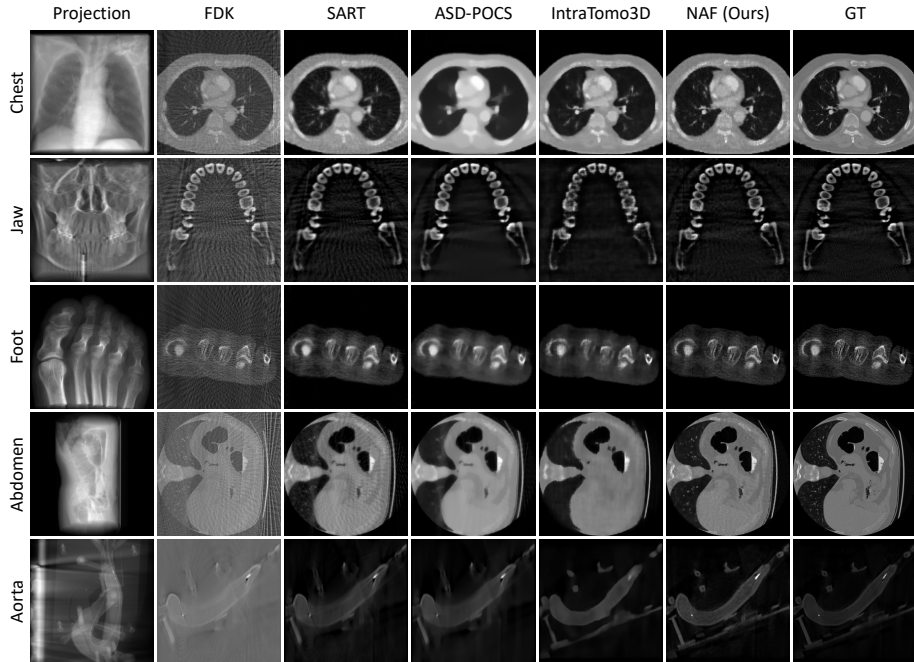 Projection FDK SART ASD-POCS IntraTomo3D NAF (Ours) GT
Chest
Jaw
Foot
Abdomen
Aorta